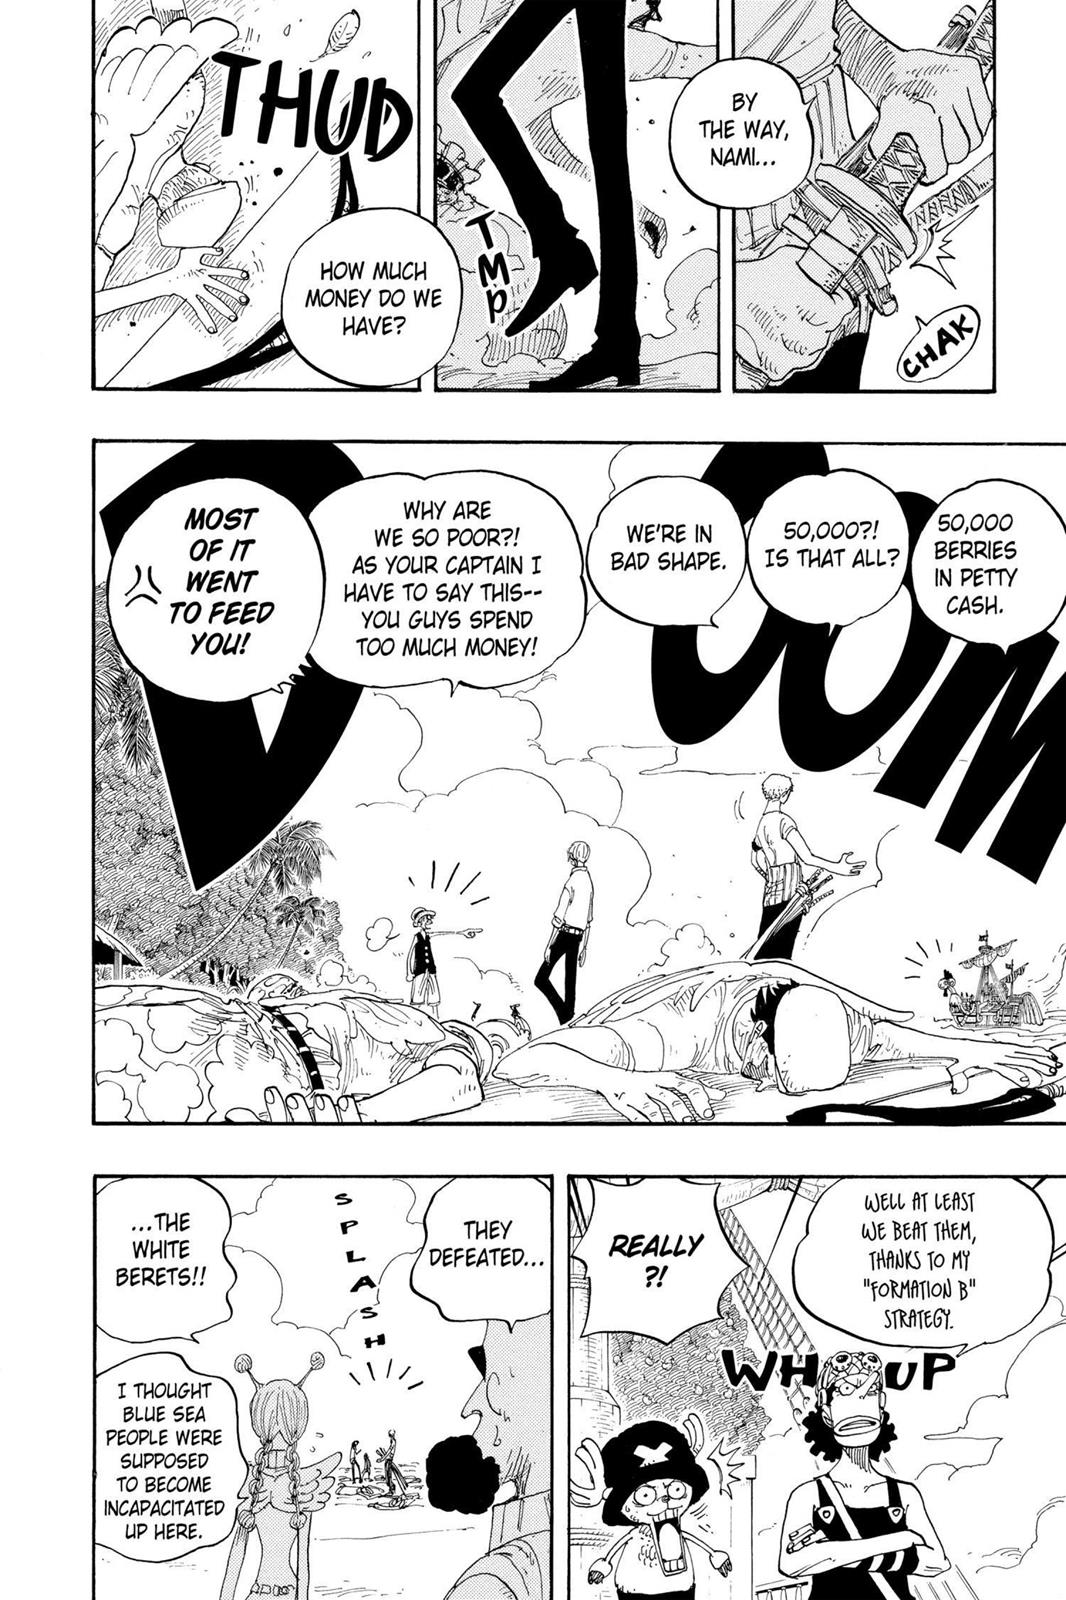 BY
THE WAY,
NAMI...
CHAK
TMP
THUD
HOW MUCH
MONEY DO WE
HAVE?
50,000
BERRIES
IN PETTY
CASH.
50,000?!
IS THAT ALL?
WE'RE IN
BAD SHAPE.
WHY ARE
WE SO POOR?!
AS YOUR CAPTAIN I
HAVE TO SAY THIS--
YOU GUYS SPEND
TOO MUCH MONEY!
MOST
OF IT
WENT
TO FEED
YOU!
WELL AT LEAST
WE BEAT THEM,
THANKS TO MY
"FORMATION B"
STRATEGY.
REALLY
?!
THEY
DEFEATED...
SPLASH
...THE
WHITE
BERETS!!
I THOUGHT
BLUE SEA
PEOPLE WERE
SUPPOSED
TO BECOME
INCAPACITATED
UP HERE.